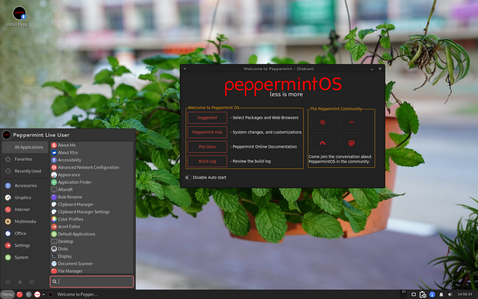 Welcome to Peppermint - [Debian]
peppermintOS
less is more
Welcome to Peppermint OS
Suggested - Select Packages and Web Browsers
Peppermint Hub - System changes, and customizations
Pep Docs - Peppermint Online Documentation
Build Log - Review the build log
The Peppermint Community
Come join the conversation about
PeppermintOS in the community.
Disable Auto-start
Peppermint Live User
All Applications
Favorites
Recently Used
Accessories
Graphics
Internet
Multimedia
Office
Settings
System
About Me
About Xfce
Accessibility
Advanced Network Configuration
Appearance
Application Finder
AtlantisR
Bulk Rename
Clipboard Manager
Clipboard Manager Settings
Color Profiles
dconf Editor
Default Applications
Desktop
Disks
Display
Document Scanner
File Manager
Menu
Welcome to Pepper...